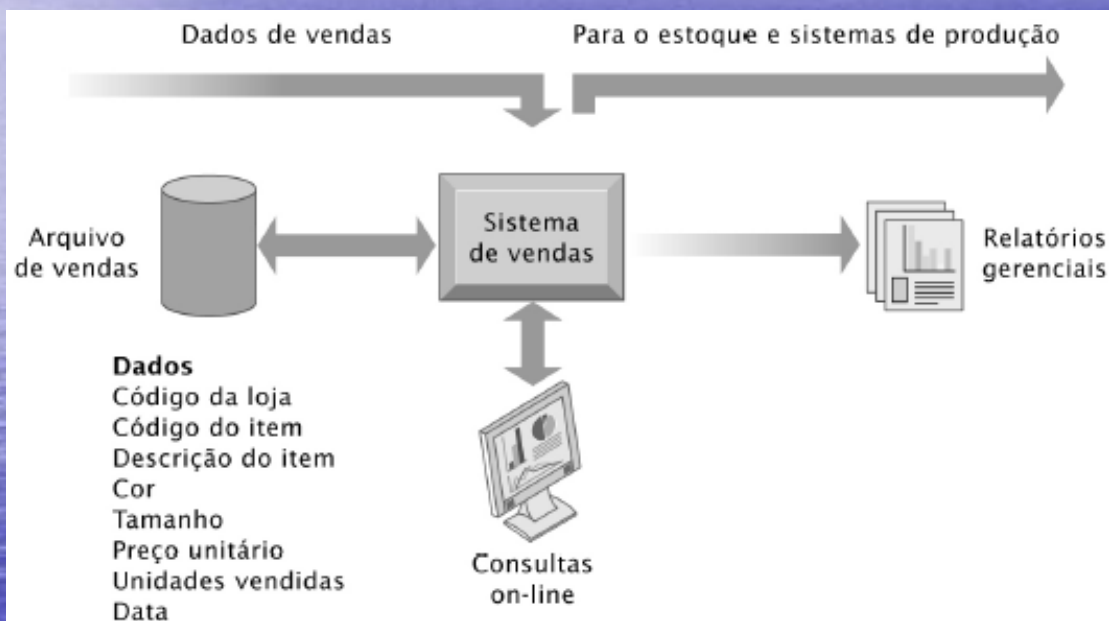 Dados de vendas
Para o estoque e sistemas de produção
Arquivo
de vendas
Sistema
de vendas
Relatórios
gerenciais
Dados
Código da loja
Código do item
Descrição do item
Cor
Tamanho
Preço unitário
Unidades vendidas
Data
Consultas
on-line